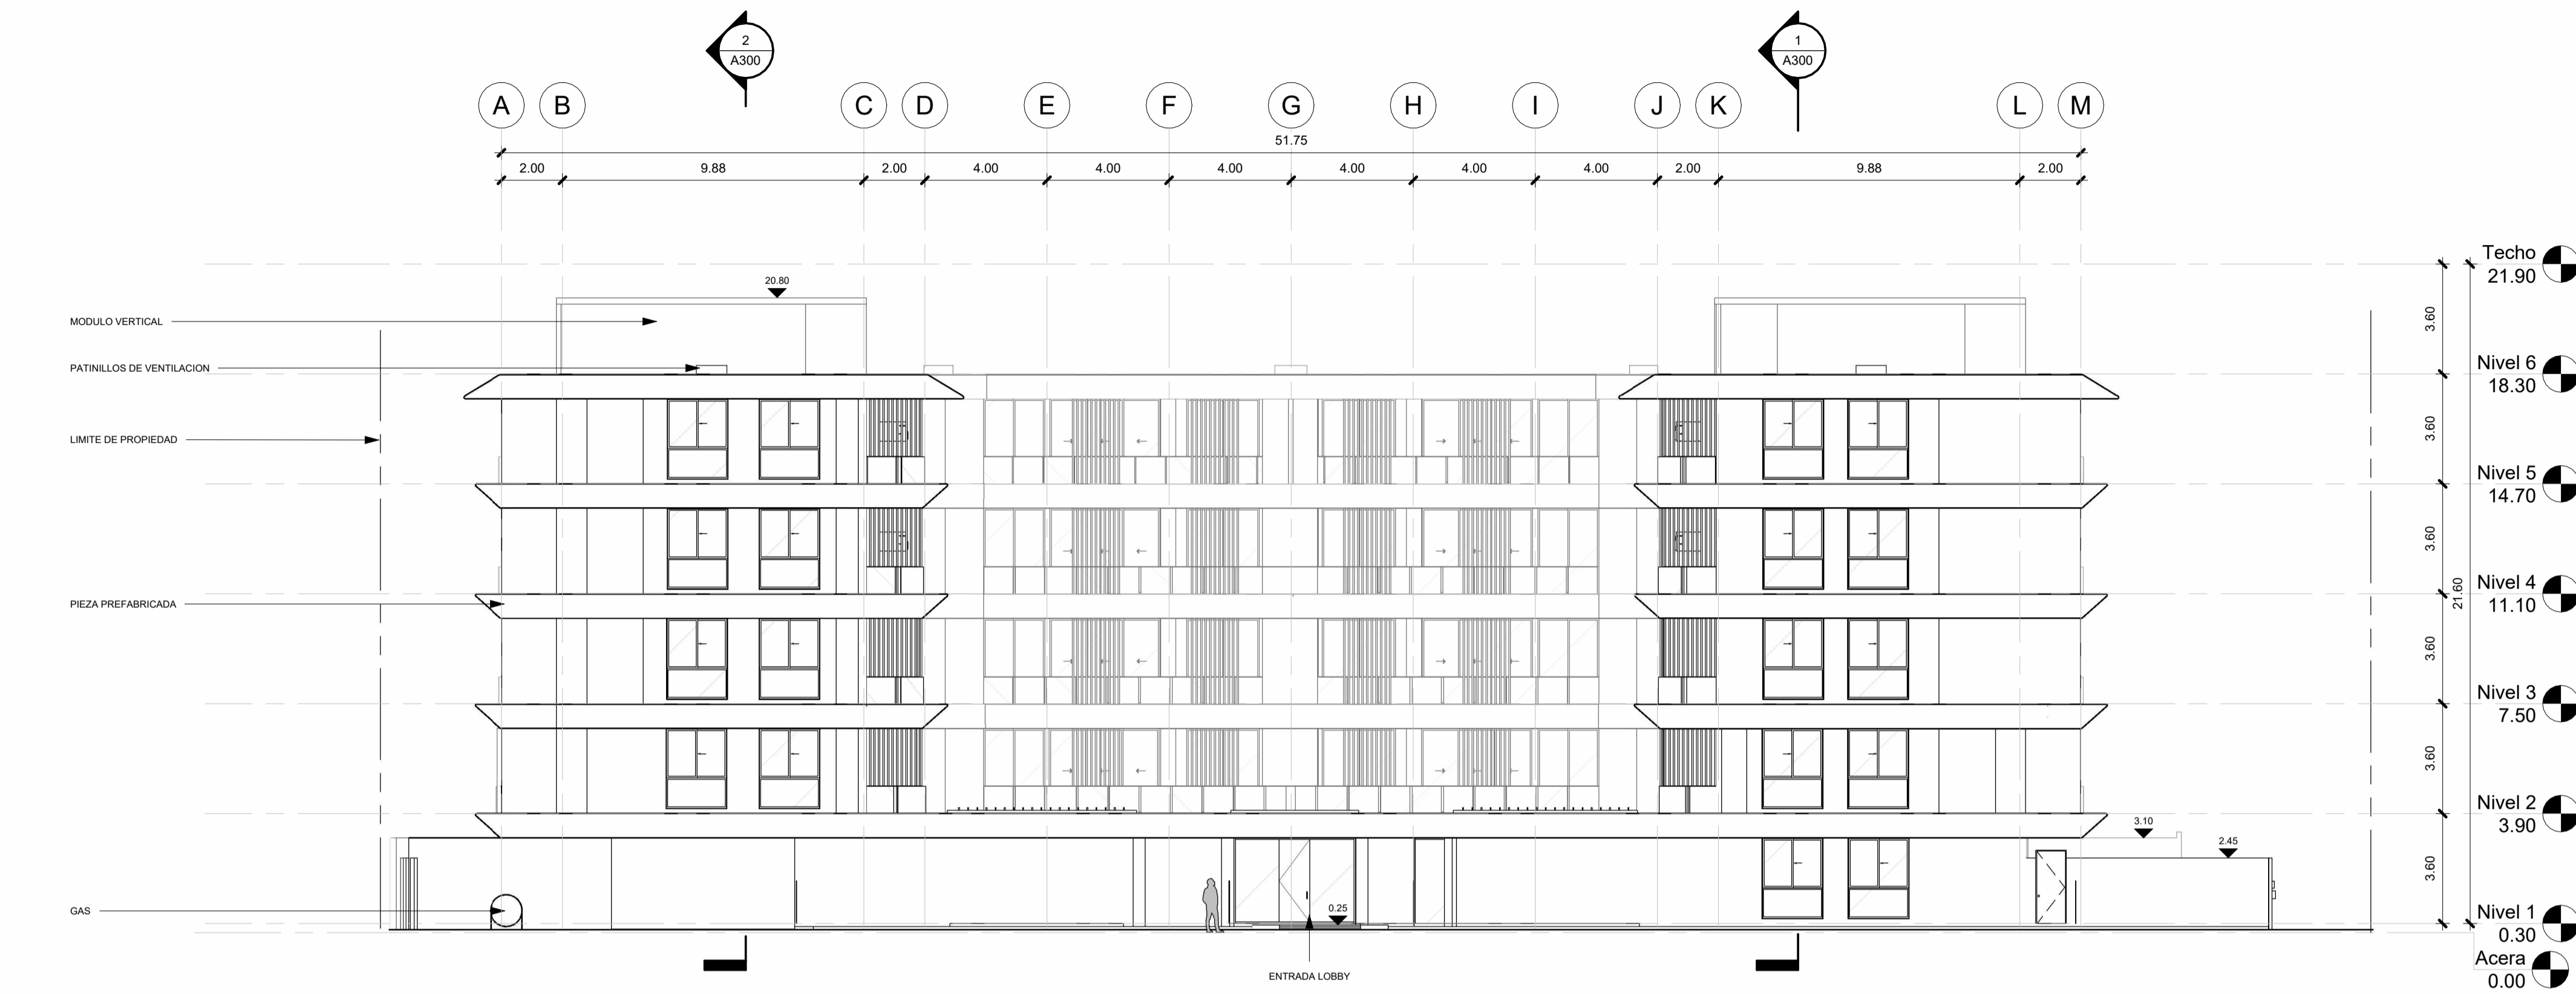 2
A300
1
A300
A
B
C
D
E
F
G
H
I
J
K
L
M
51.75
2.00
9.88
2.00
4.00
4.00
4.00
4.00
4.00
4.00
2.00
9.88
2.00
Techo
21.90
20.80
MODULO VERTICAL
3.60
PATINILLOS DE VENTILACION
Nivel 6
18.30
LIMITE DE PROPIEDAD
3.60
Nivel 5
14.70
3.60
21.60
PIEZA PREFABRICADA
Nivel 4
11.10
3.60
Nivel 3
7.50
3.60
Nivel 2
3.90
3.10
2.45
3.60
GAS
0.25
Nivel 1
0.30
Acera
0.00
ENTRADA LOBBY